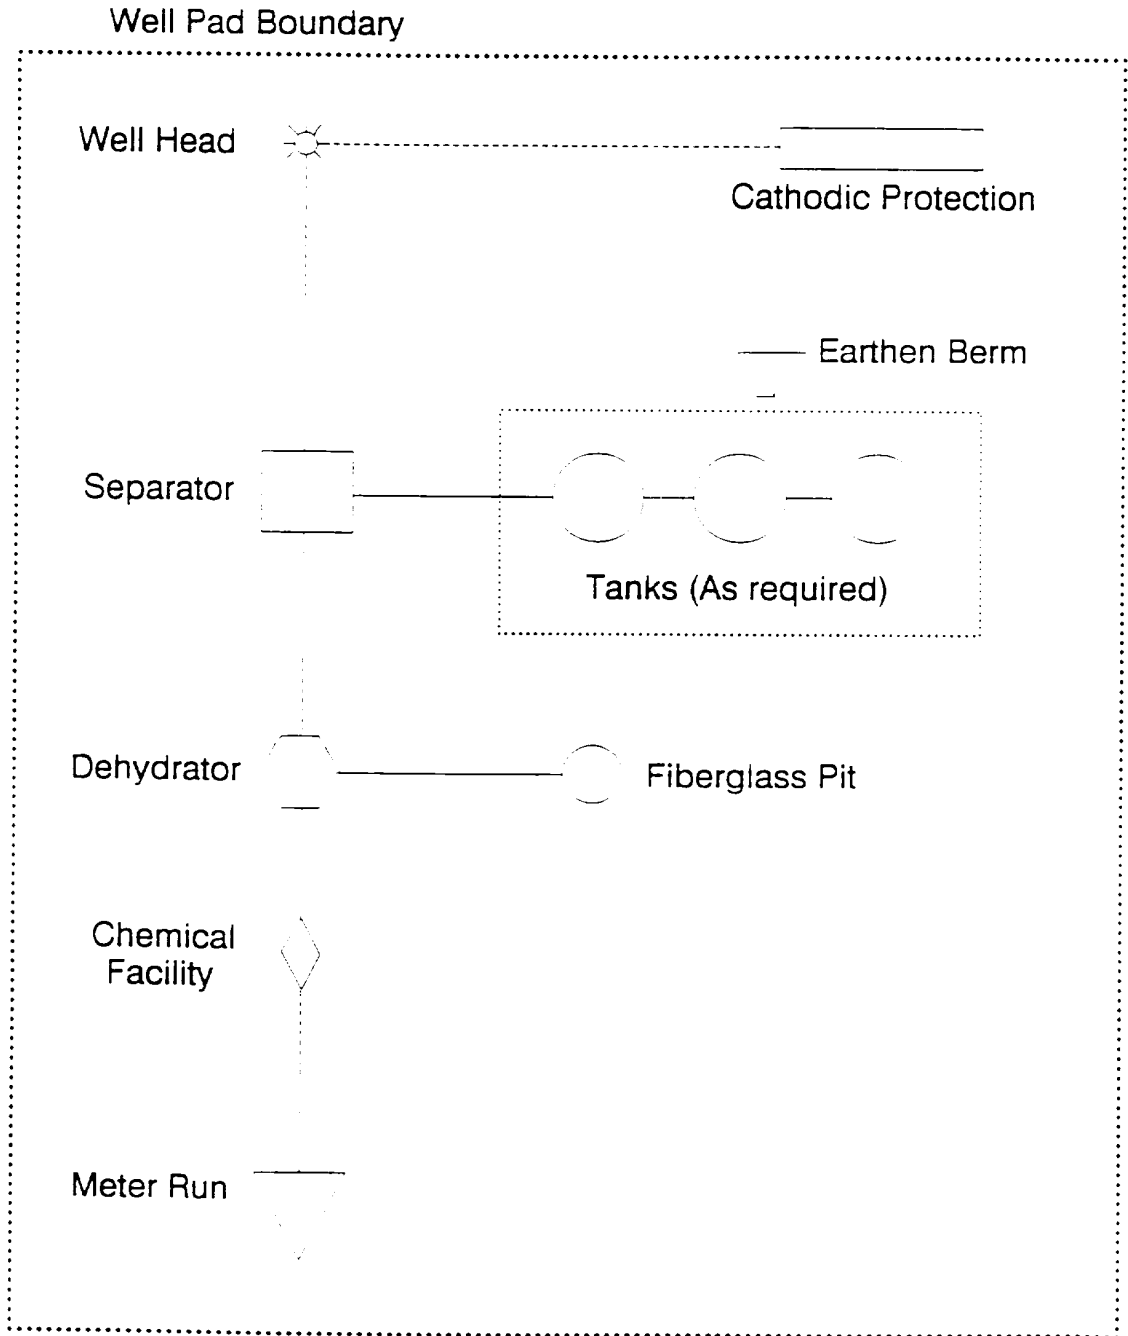 Well Pad Boundary
Well Head
Cathodic Protection
Earthen Berm
Separator
Tanks (As required)
Dehydrator
Fiberglass Pit
Chemical
Facility
Meter Run